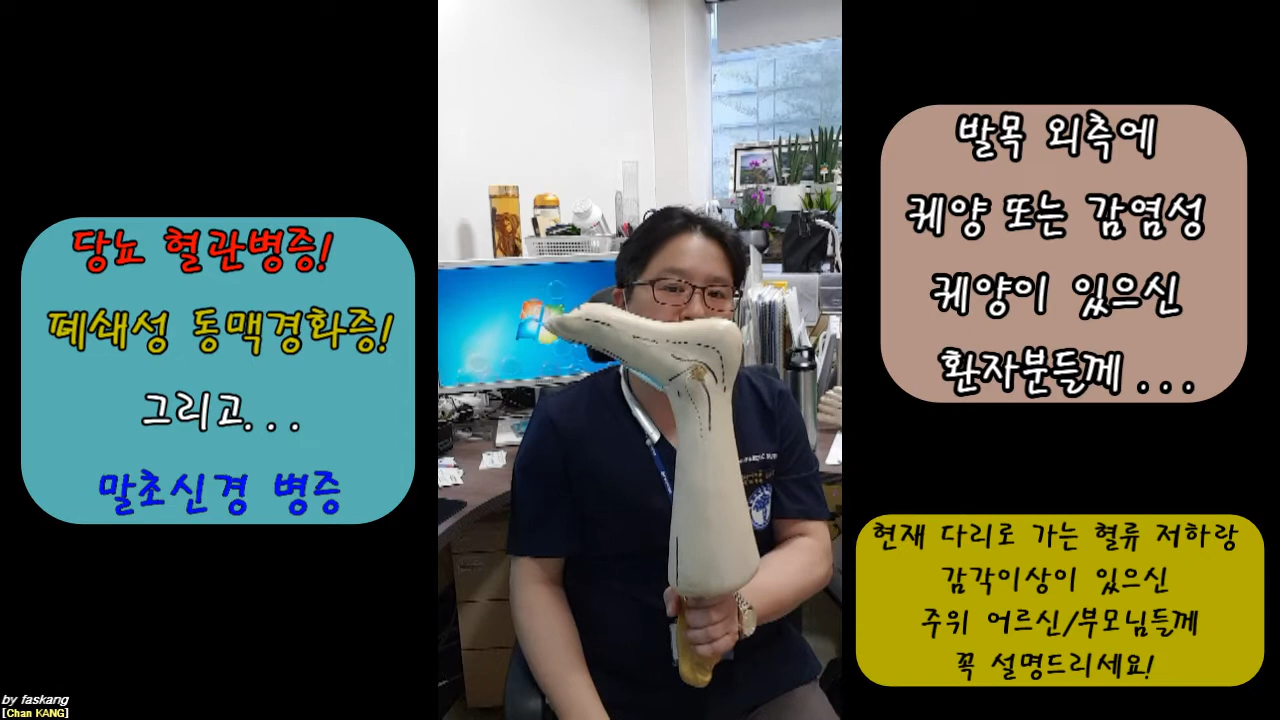 당뇨 혈관병증!
폐쇄성 동맥경화증!
그리고...
말초신경 병증
발목 외측에
궤양 또는 감염성
궤양이 있으신
환자분들께...
현재 다리로 가는 혈류 저하랑
감각이상이 있으신
주위 어르신/부모님들께
꼭 설명드리세요!
by faskang
[Chan KANG]